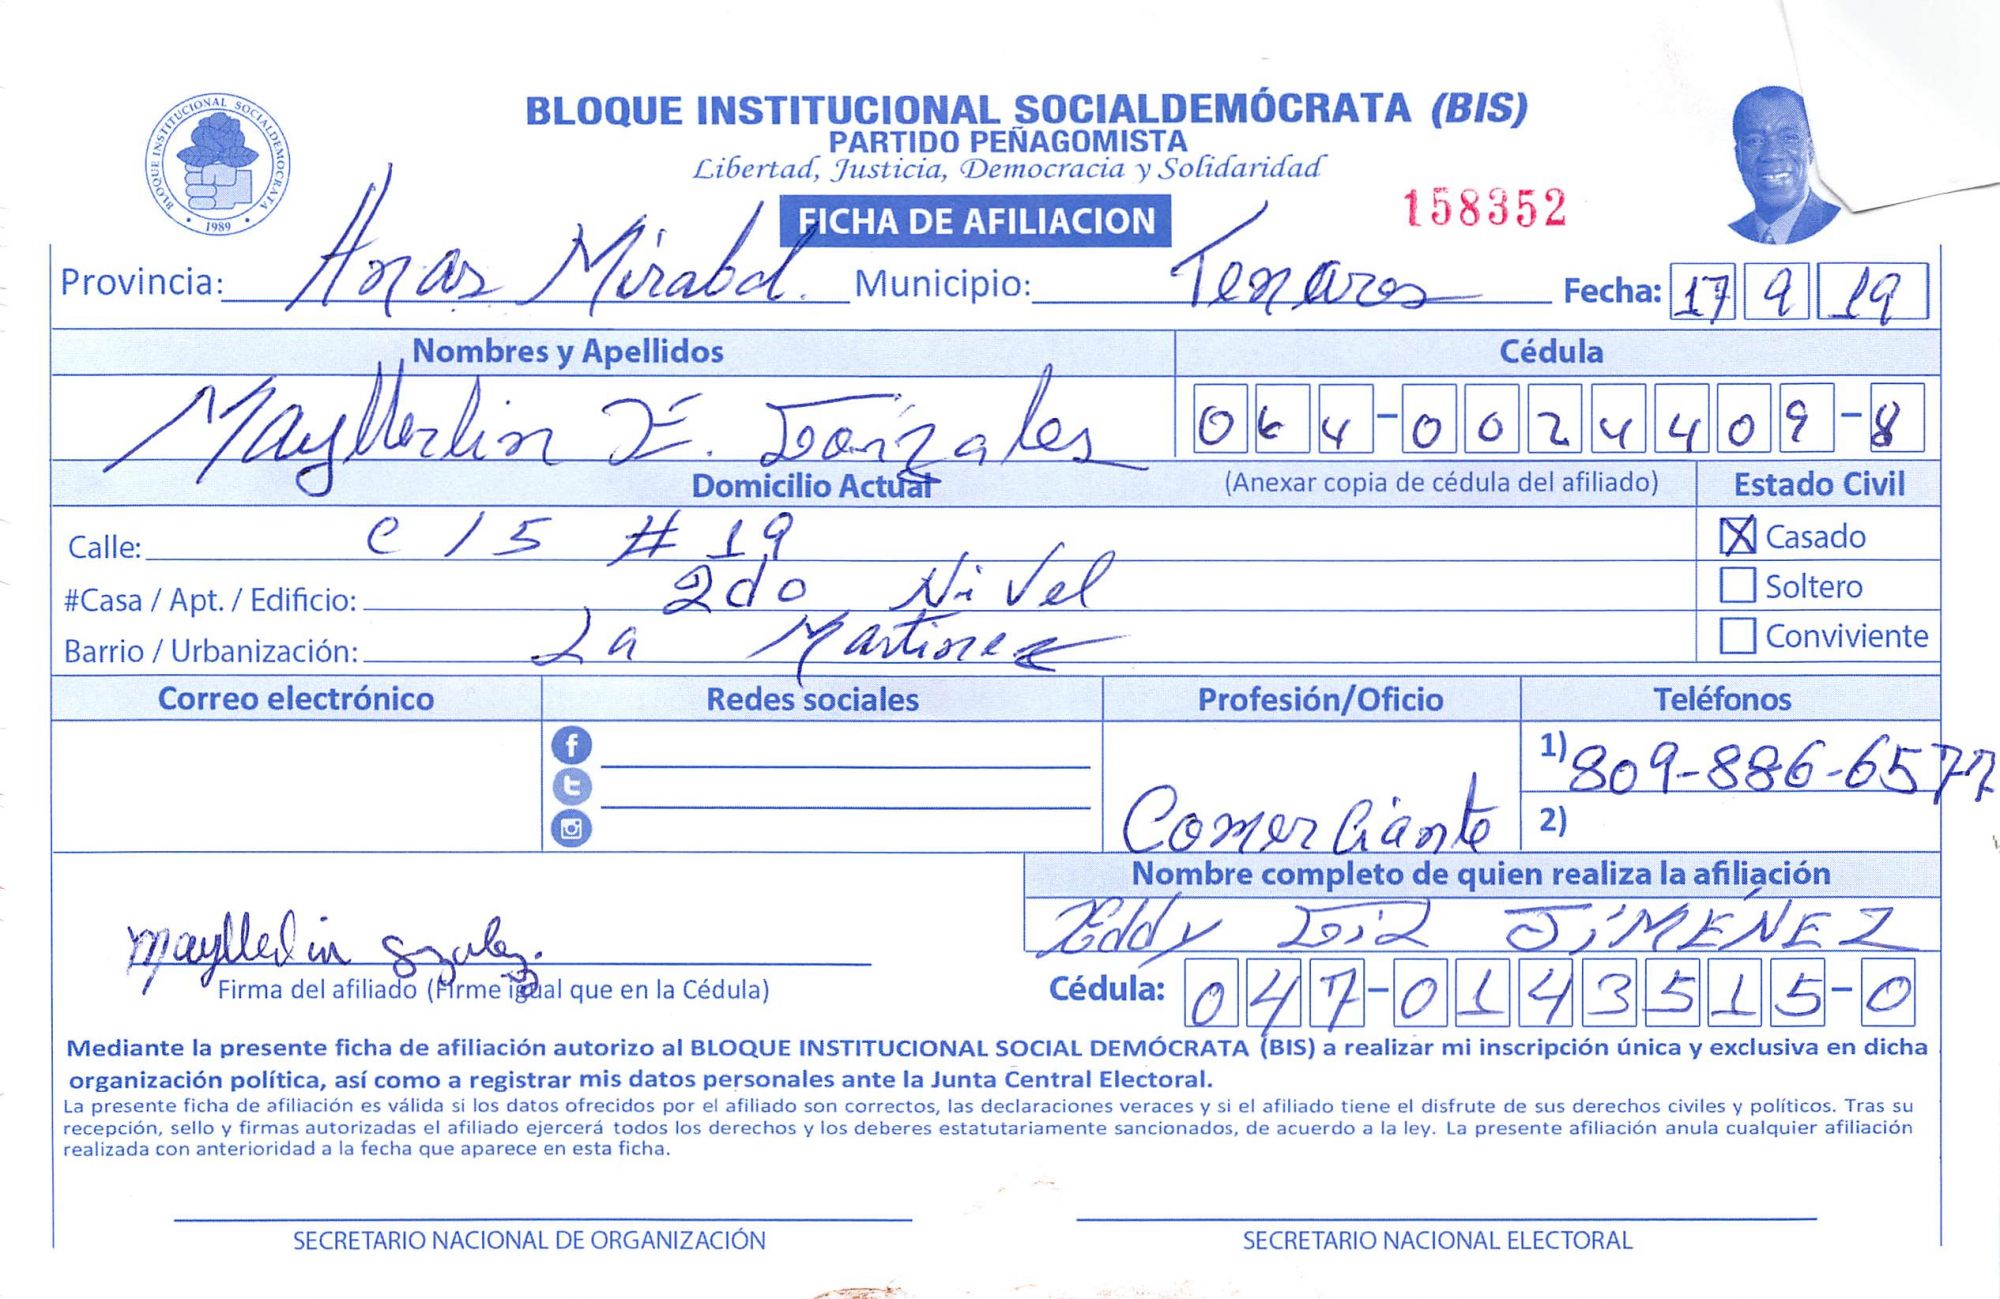 BLOQUE INSTITUCIONAL SOCIALDEMÓCRATA (BIS)
PARTIDO PEÑAGOMISTA
Libertad, Justicia, Democracia y Solidaridad
BLOQUE INSTITUCIONAL SOCIALDEMOCRATA
• 1989 •
FICHA DE AFILIACION
158352
Provincia: Hnas Mirabal. Municipio: Tenares Fecha: 17 9 19
Nombres y Apellidos Cédula
Mayllerlin E. Gonzales 064-0024409-8
Domicilio Actual (Anexar copia de cédula del afiliado) Estado Civil
Calle: C / 5 # 19 X Casado
#Casa / Apt. / Edificio: 2do Nivel Soltero
Barrio / Urbanización: La Martinez Conviviente
Correo electrónico Redes sociales Profesión/Oficio Teléfonos
1) 809-886-6577
Comerciante 2)
Nombre completo de quien realiza la afiliación
Eddy Gil JiMENEZ
Mayllerlin
Firma del afiliado (Firme igual que en la Cédula) Cédula: 047-0143515-0
Mediante la presente ficha de afiliación autorizo al BLOQUE INSTITUCIONAL SOCIAL DEMÓCRATA (BIS) a realizar mi inscripción única y exclusiva en dicha
organización política, así como a registrar mis datos personales ante la Junta Central Electoral.
La presente ficha de afiliación es válida si los datos ofrecidos por el afiliado son correctos, las declaraciones veraces y si el afiliado tiene el disfrute de sus derechos civiles y políticos. Tras su
recepción, sello y firmas autorizadas el afiliado ejercerá todos los derechos y los deberes estatutariamente sancionados, de acuerdo a la ley. La presente afiliación anula cualquier afiliación
realizada con anterioridad a la fecha que aparece en esta ficha.
SECRETARIO NACIONAL DE ORGANIZACIÓN SECRETARIO NACIONAL ELECTORAL